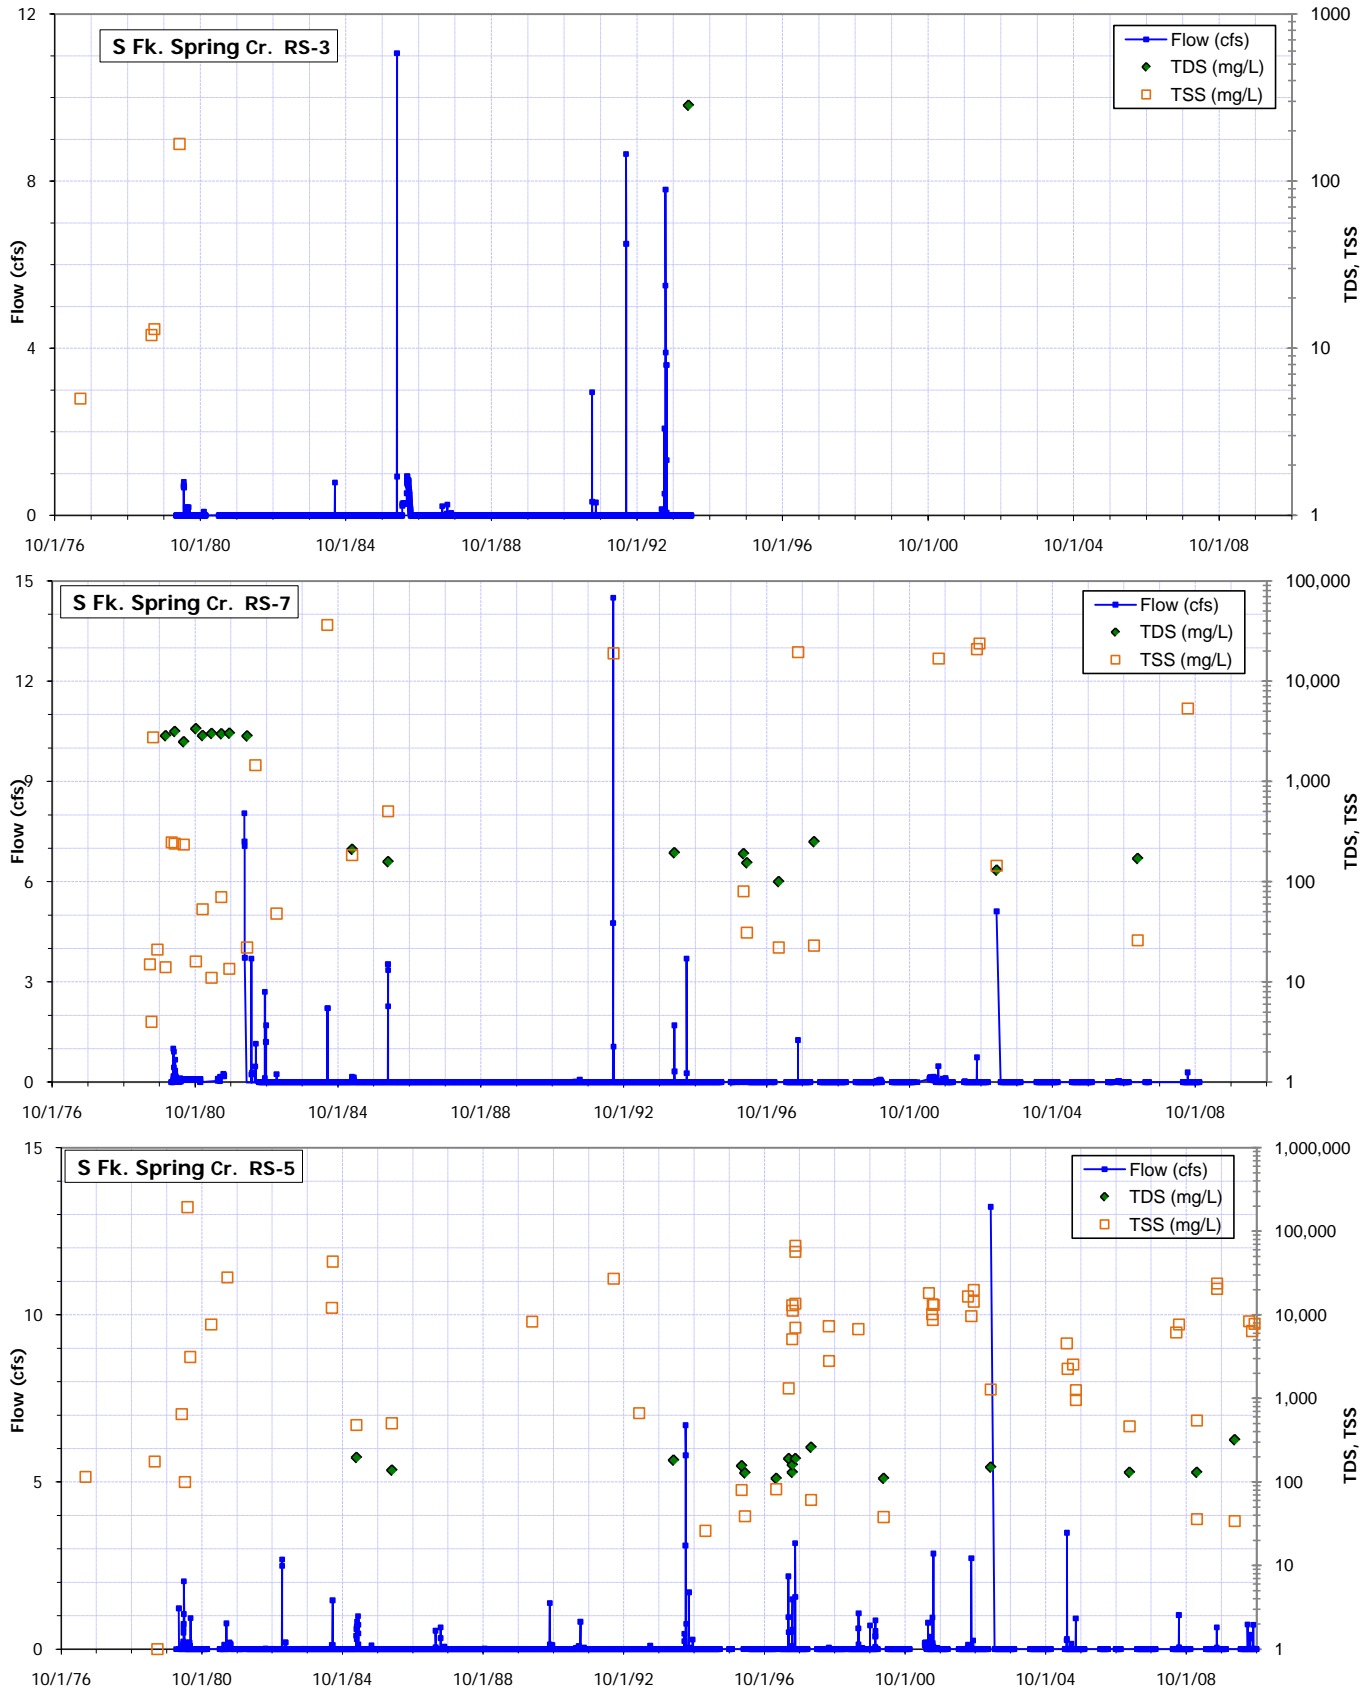 S Fk. Spring Cr. RS-3
Flow (cfs)
TDS (mg/L)
TSS (mg/L)
12
8
4
0
1000
100
10
1
Flow (cfs)
TDS, TSS
10/1/76 10/1/80 10/1/84 10/1/88 10/1/92 10/1/96 10/1/00 10/1/04 10/1/08
S Fk. Spring Cr. RS-7
Flow (cfs)
TDS (mg/L)
TSS (mg/L)
15
12
9
6
3
0
100,000
10,000
1,000
100
10
1
Flow (cfs)
TDS, TSS
10/1/76 10/1/80 10/1/84 10/1/88 10/1/92 10/1/96 10/1/00 10/1/04 10/1/08
S Fk. Spring Cr. RS-5
Flow (cfs)
TDS (mg/L)
TSS (mg/L)
15
10
5
0
1,000,000
100,000
10,000
1,000
100
10
1
Flow (cfs)
TDS, TSS
10/1/76 10/1/80 10/1/84 10/1/88 10/1/92 10/1/96 10/1/00 10/1/04 10/1/08